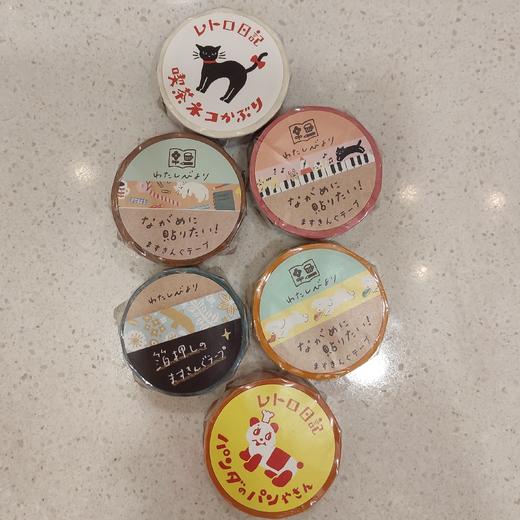 レトロ日記
喫茶ネコかぶり
わたしびより
ながめに
貼りたい!
ますきんぐテープ
わたしびより
ながめに
貼りたい!
ますきんぐテープ
わたしびより
箔押しの
ますきんぐテープ
わたしびより
ながめに
貼りたい!
ますきんぐテープ
レトロ日記
パンダのパンやさん